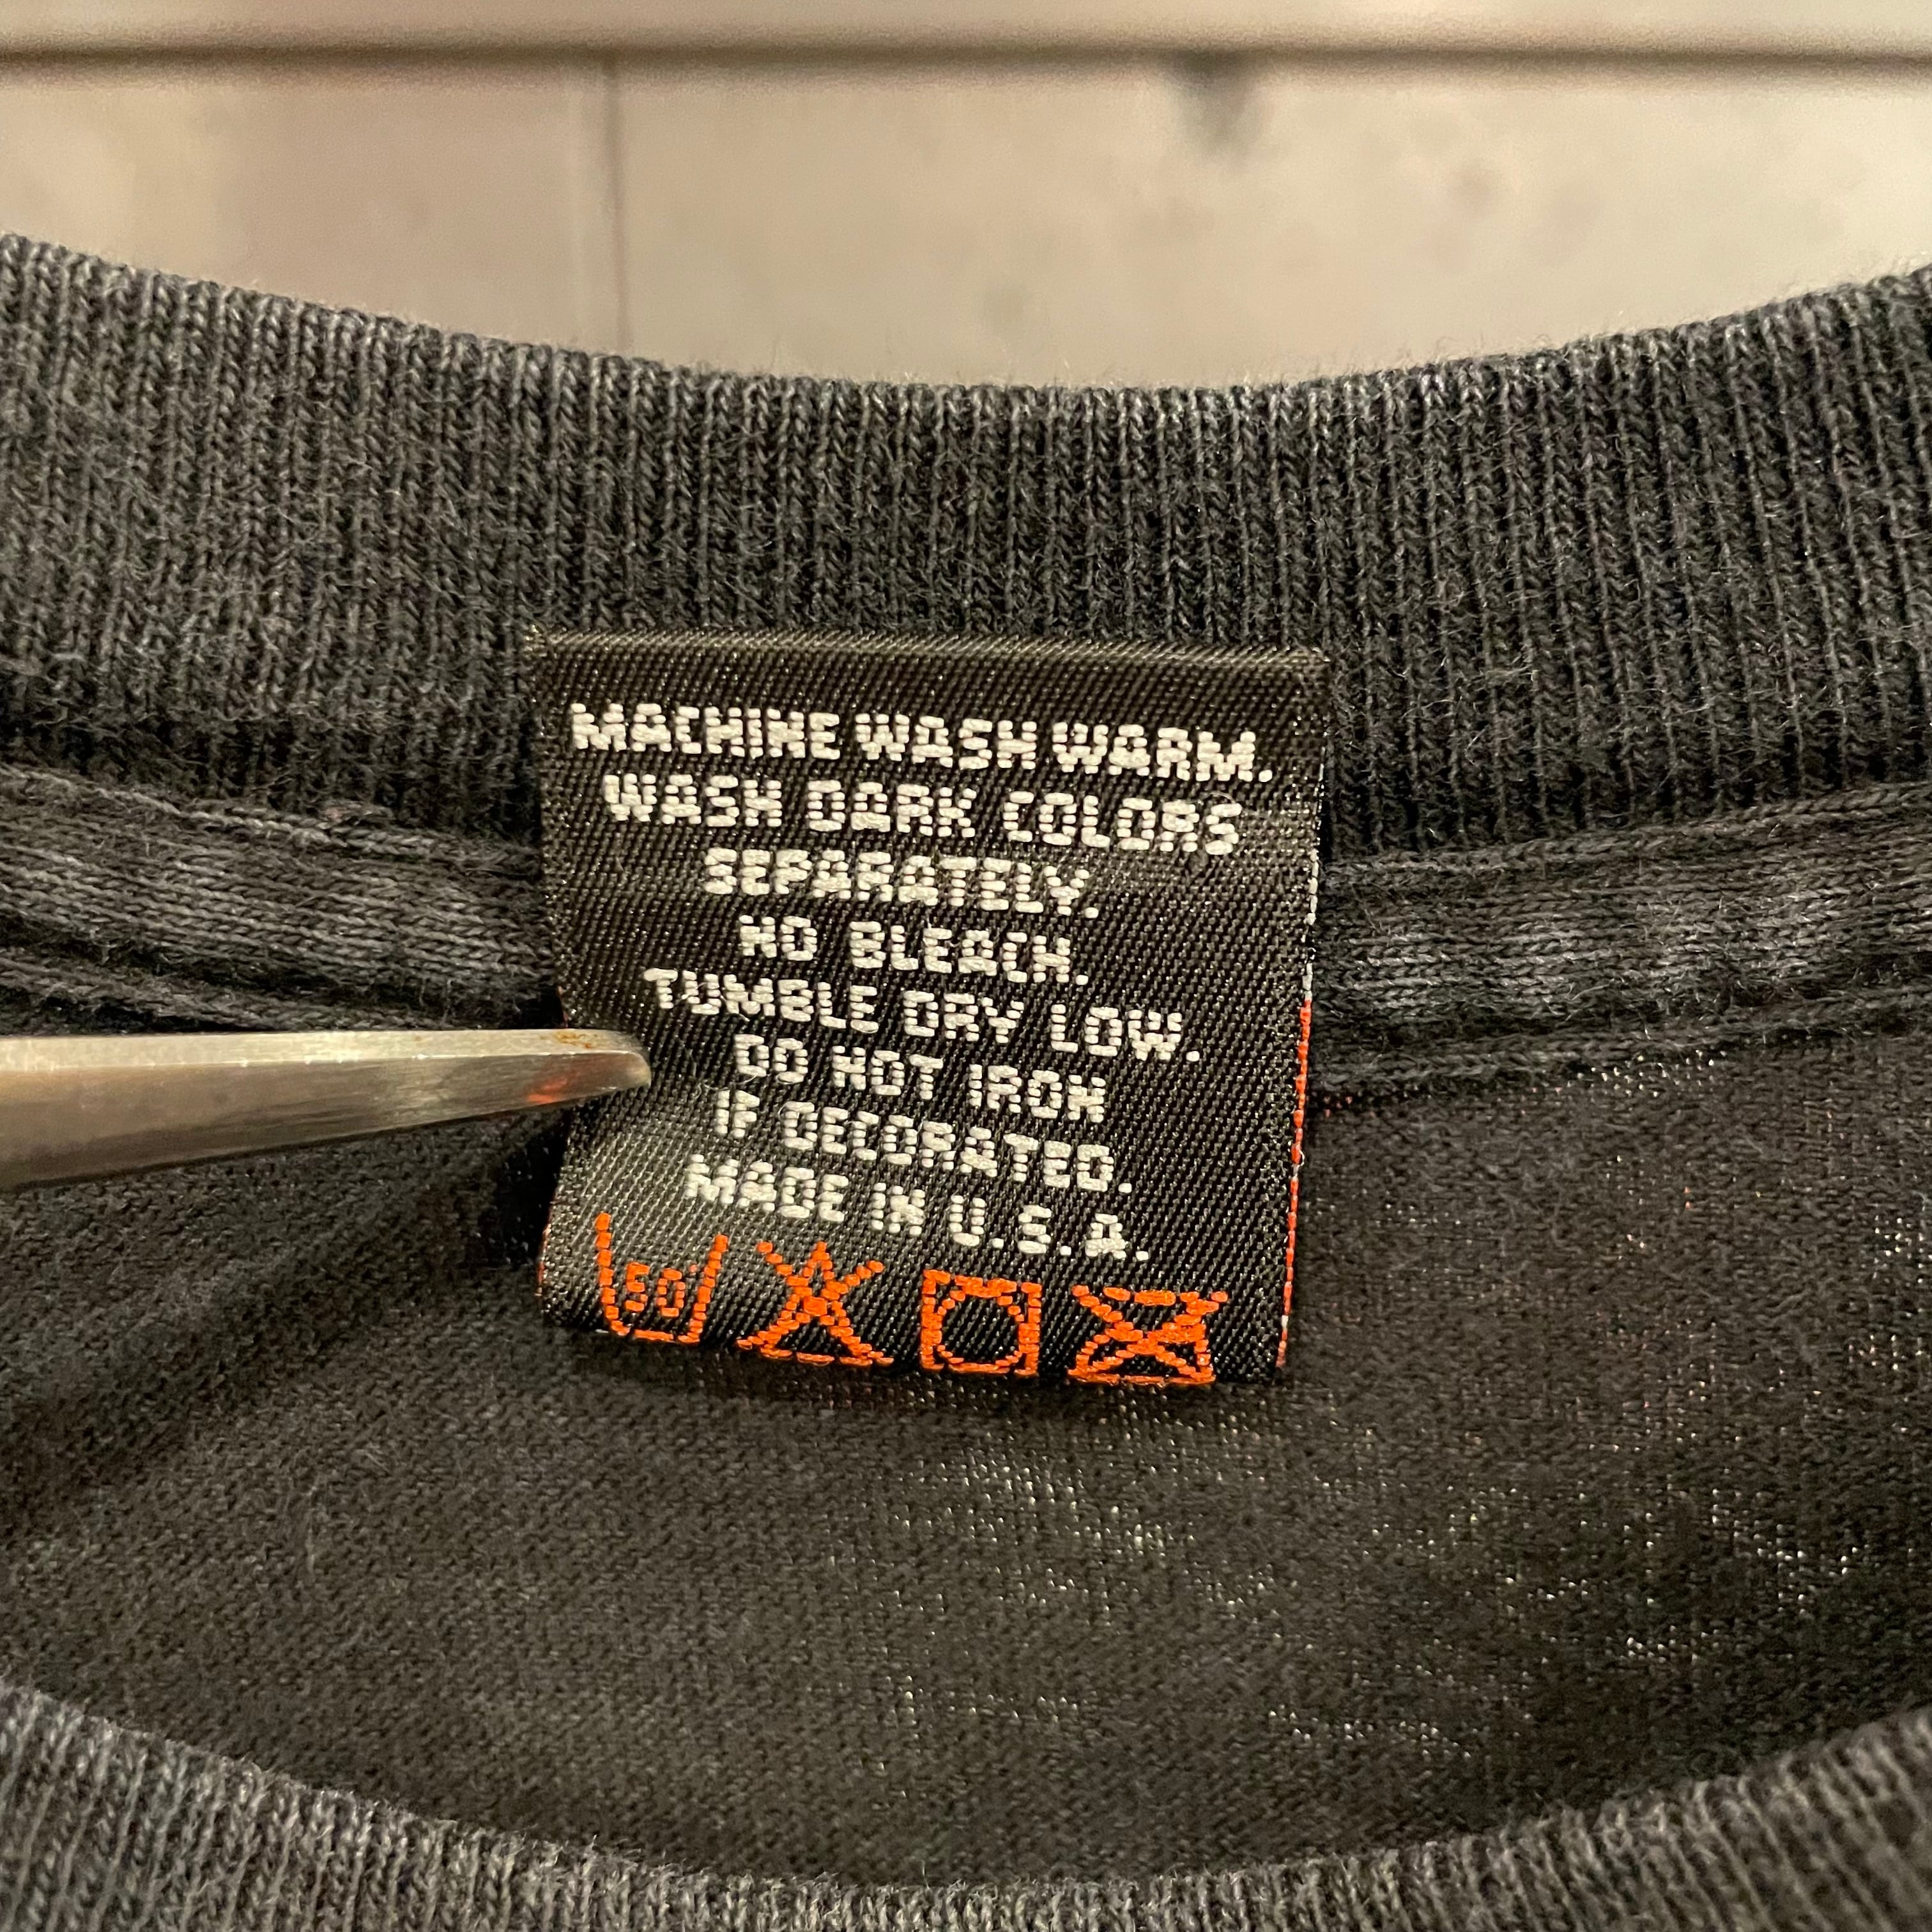 MACHINE WASH WARM.
WASH DARK COLORS
SEPARATELY.
NO BLEACH.
TUMBLE DRY LOW.
DO NOT IRON
IF DECORATED.
MADE IN U.S.A.
50°